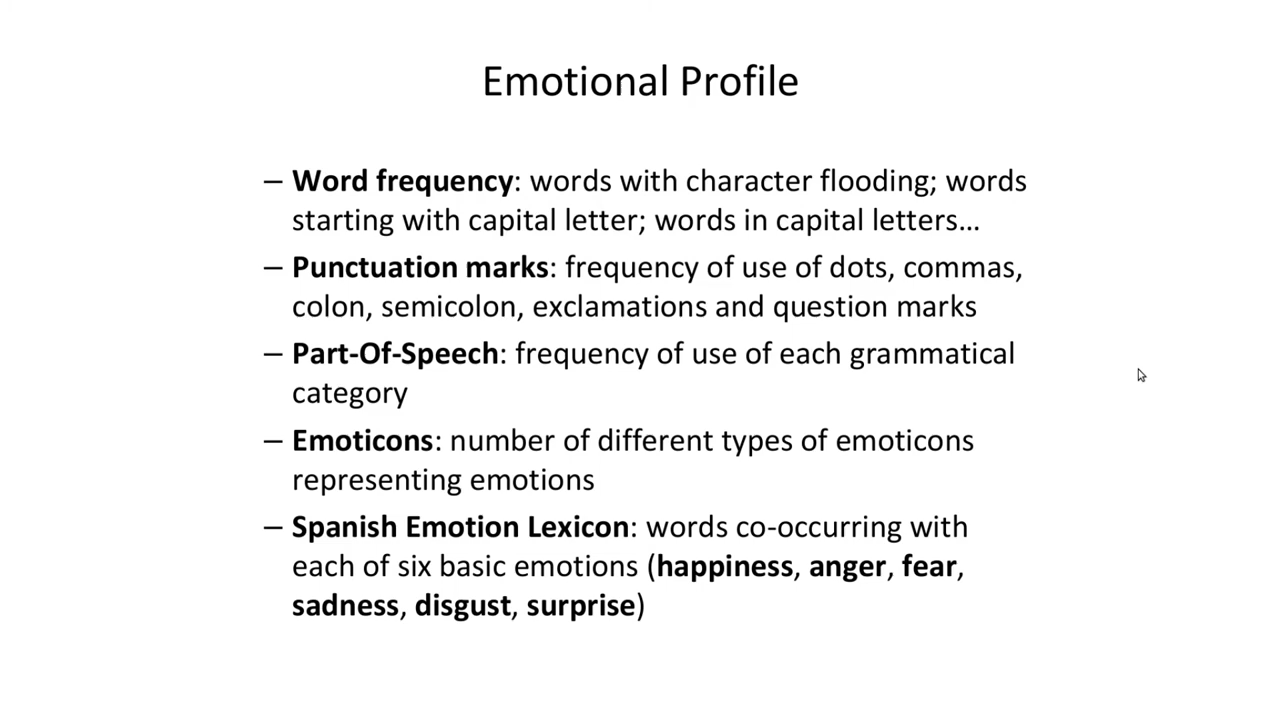 Emotional Profile
– Word frequency: words with character flooding; words
starting with capital letter; words in capital letters…
– Punctuation marks: frequency of use of dots, commas,
colon, semicolon, exclamations and question marks
– Part-Of-Speech: frequency of use of each grammatical
category
– Emoticons: number of different types of emoticons
representing emotions
– Spanish Emotion Lexicon: words co-occurring with
each of six basic emotions (happiness, anger, fear,
sadness, disgust, surprise)